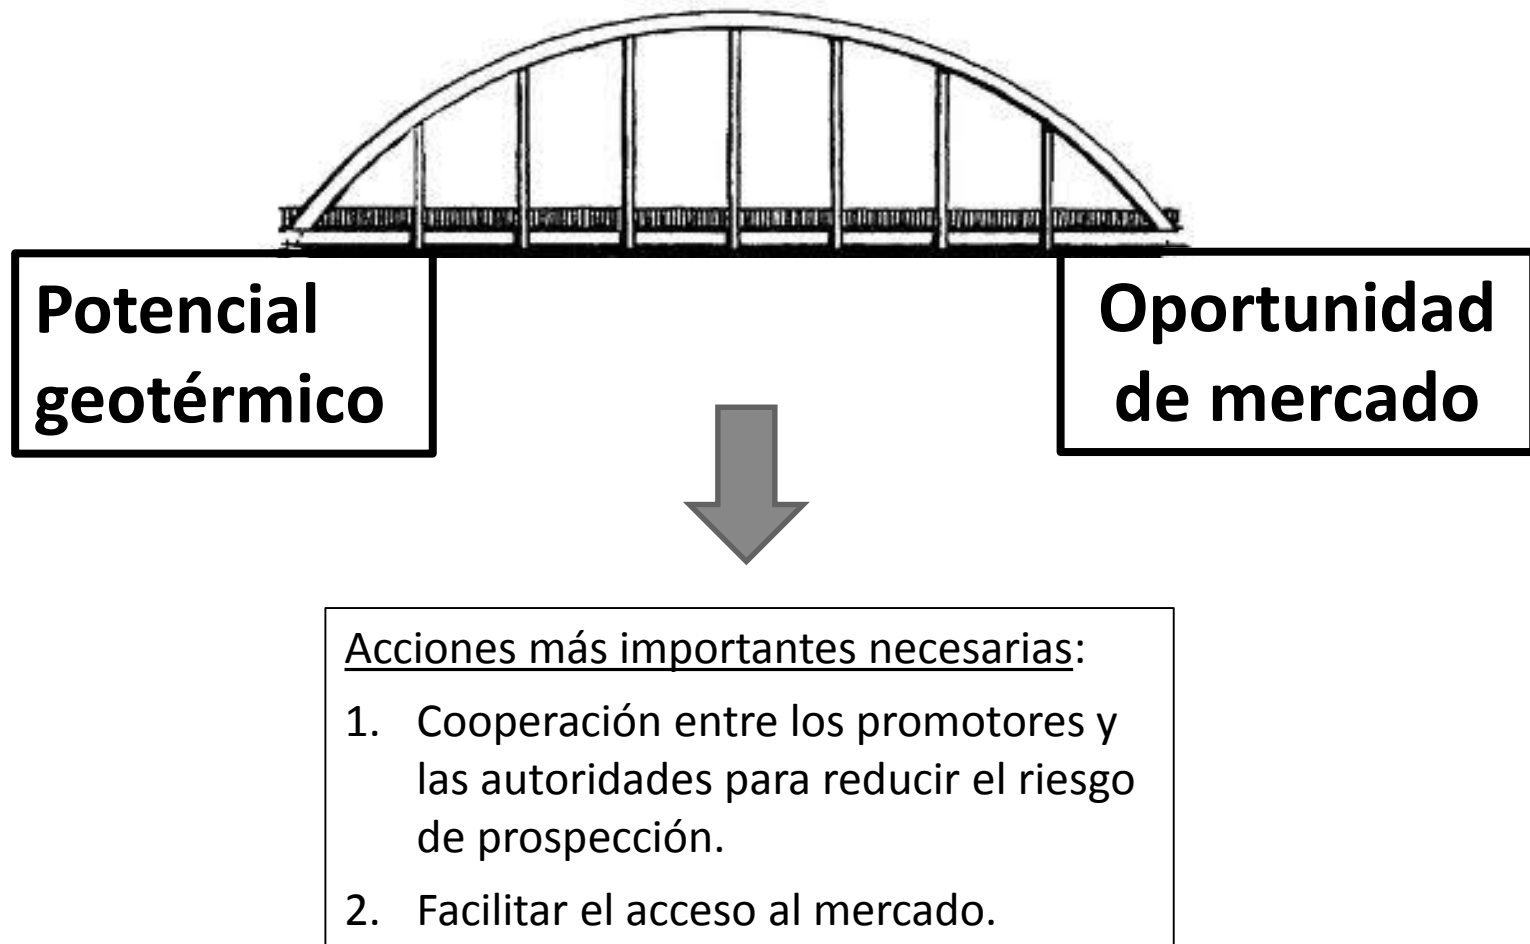 Potencial
geotérmico
Oportunidad
de mercado
Acciones más importantes necesarias:
1. Cooperación entre los promotores y
las autoridades para reducir el riesgo
de prospección.
2. Facilitar el acceso al mercado.